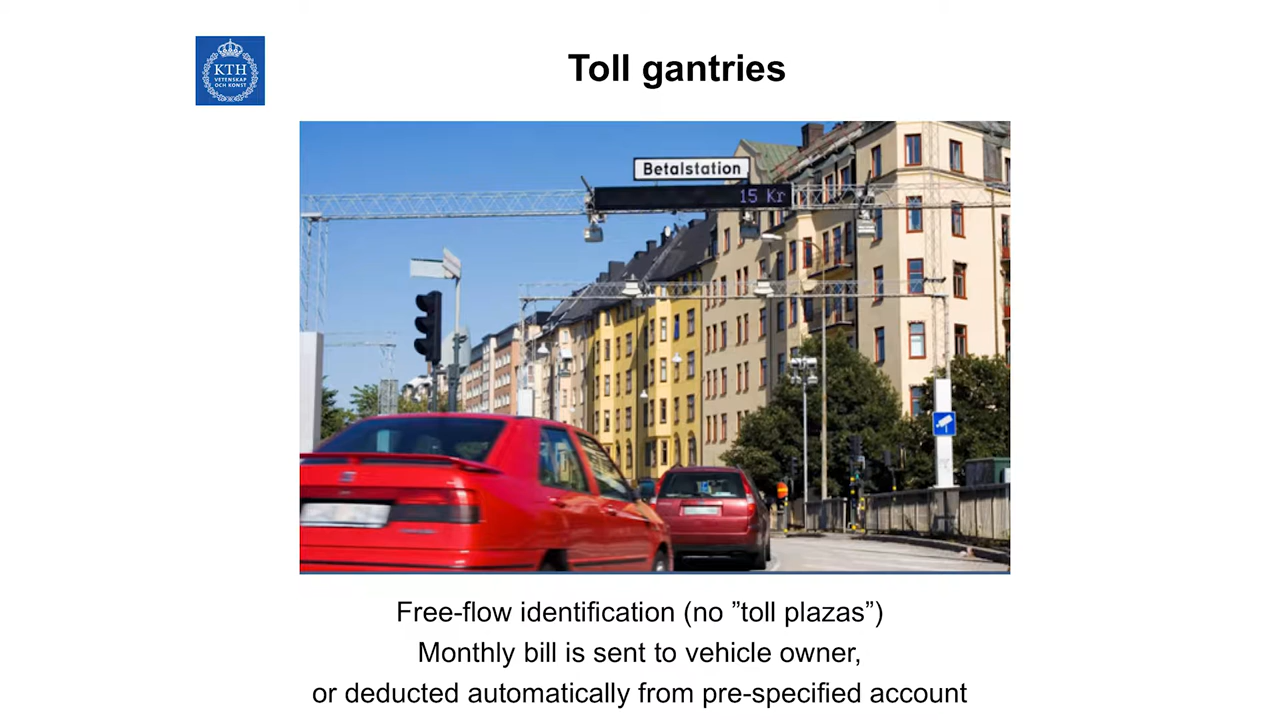 KTH
VETENSKAP
OCH KONST
Toll gantries
Betalstation
15 Kr
Free-flow identification (no ”toll plazas”)
Monthly bill is sent to vehicle owner,
or deducted automatically from pre-specified account